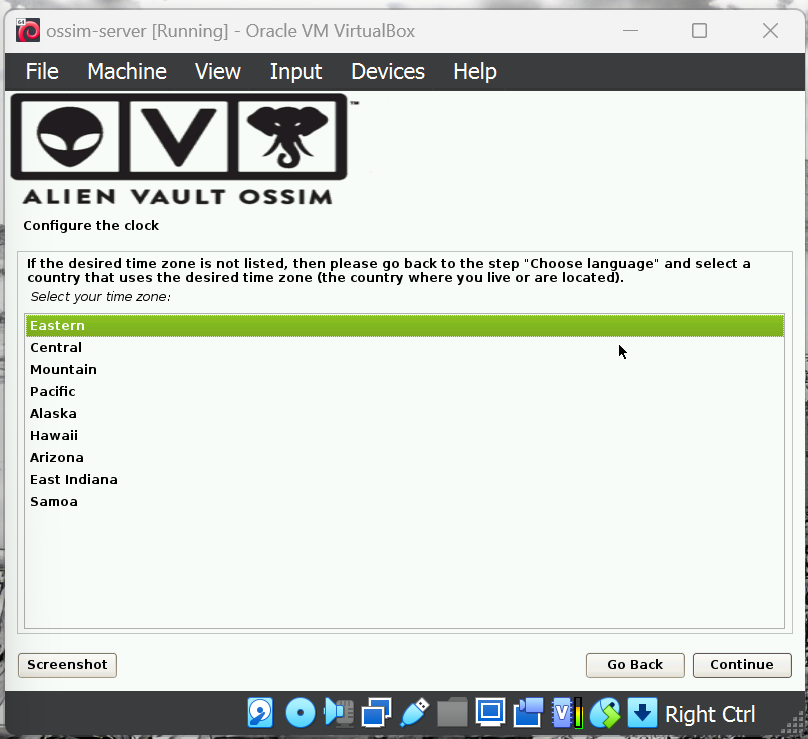 ossim-server [Running] - Oracle VM VirtualBox
File Machine View Input Devices Help
V ™
ALIEN VAULT OSSIM
Configure the clock
If the desired time zone is not listed, then please go back to the step "Choose language" and select a
country that uses the desired time zone (the country where you live or are located).
Select your time zone:
Eastern
Central
Mountain
Pacific
Alaska
Hawaii
Arizona
East Indiana
Samoa
Screenshot Go Back Continue
V Right Ctrl